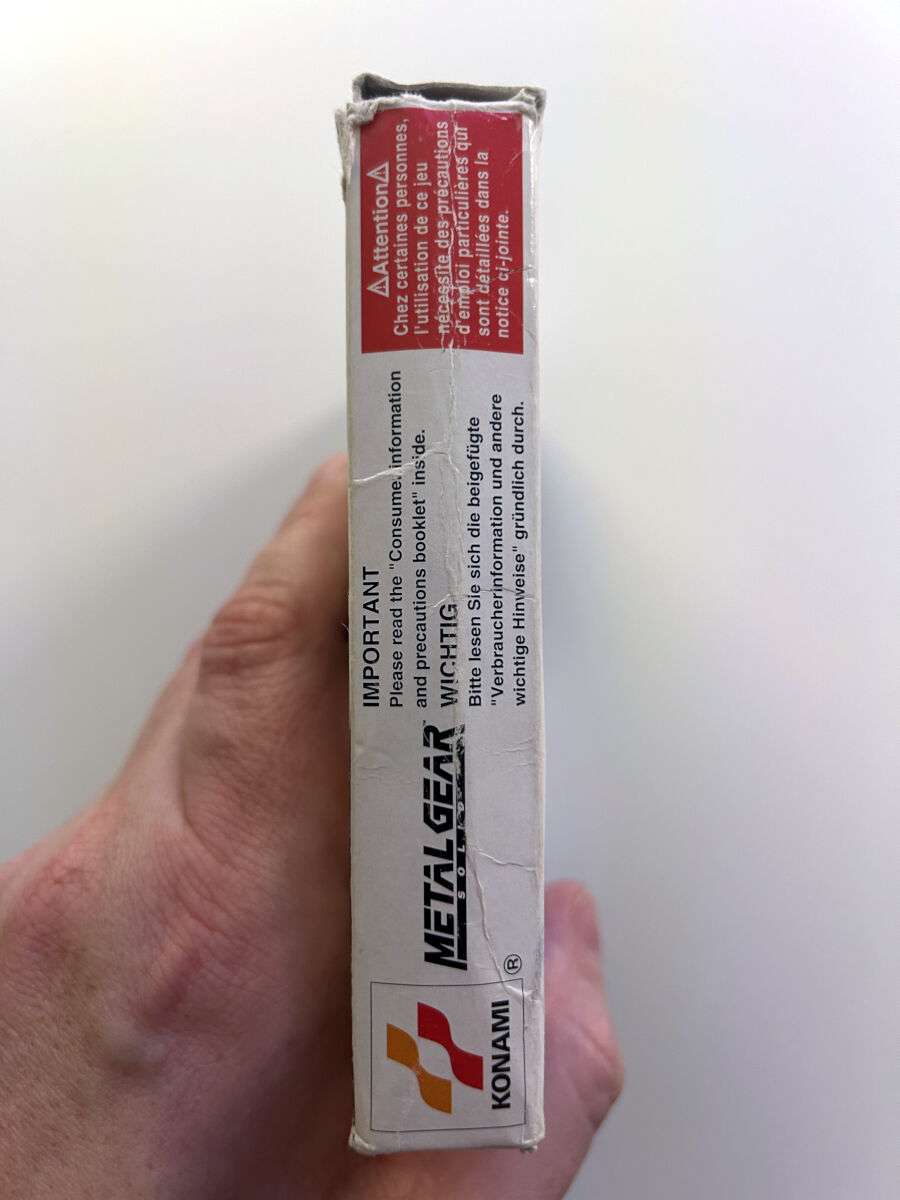 KONAMI
®
METAL GEAR™
SOLID
IMPORTANT
Please read the "Consumer information
and precautions booklet" inside.
WICHTIG
Bitte lesen Sie sich die beigefügte
"Verbraucherinformation und andere
wichtige Hinweise" gründlich durch.
⚠Attention⚠
Chez certaines personnes,
l'utilisation de ce jeu
nécessite des précautions
d'emploi particulières qui
sont détaillées dans la
notice ci-jointe.